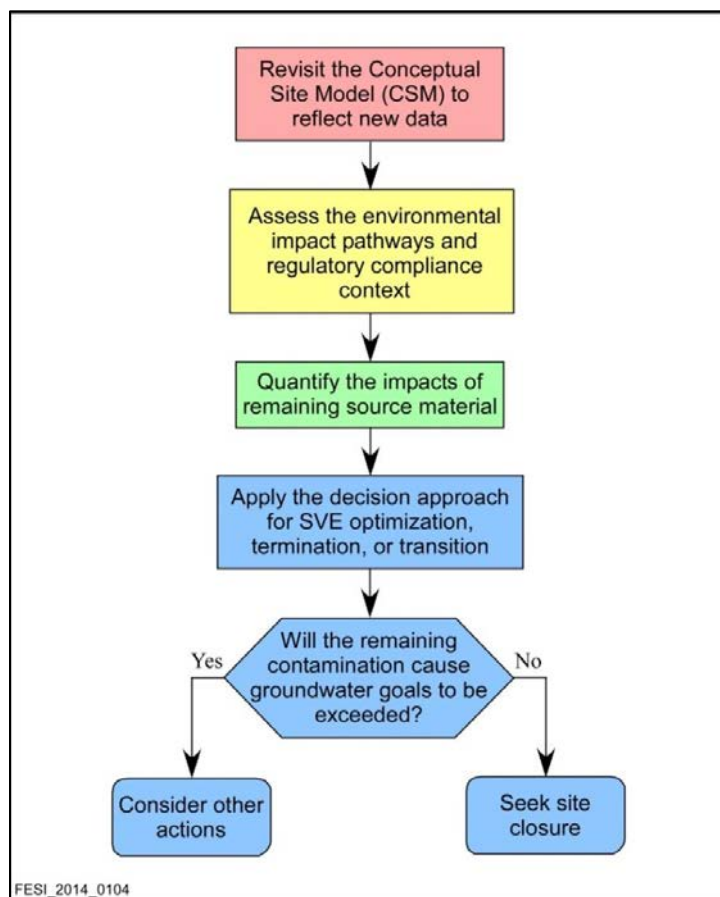 Revisit the Conceptual
Site Model (CSM) to
reflect new data
Assess the environmental
impact pathways and
regulatory compliance
context
Quantify the impacts of
remaining source material
Apply the decision approach
for SVE optimization,
termination, or transition
Will the remaining
contamination cause
groundwater goals to be
exceeded?
Yes
No
Consider other
actions
Seek site
closure
FESI_2014_0104